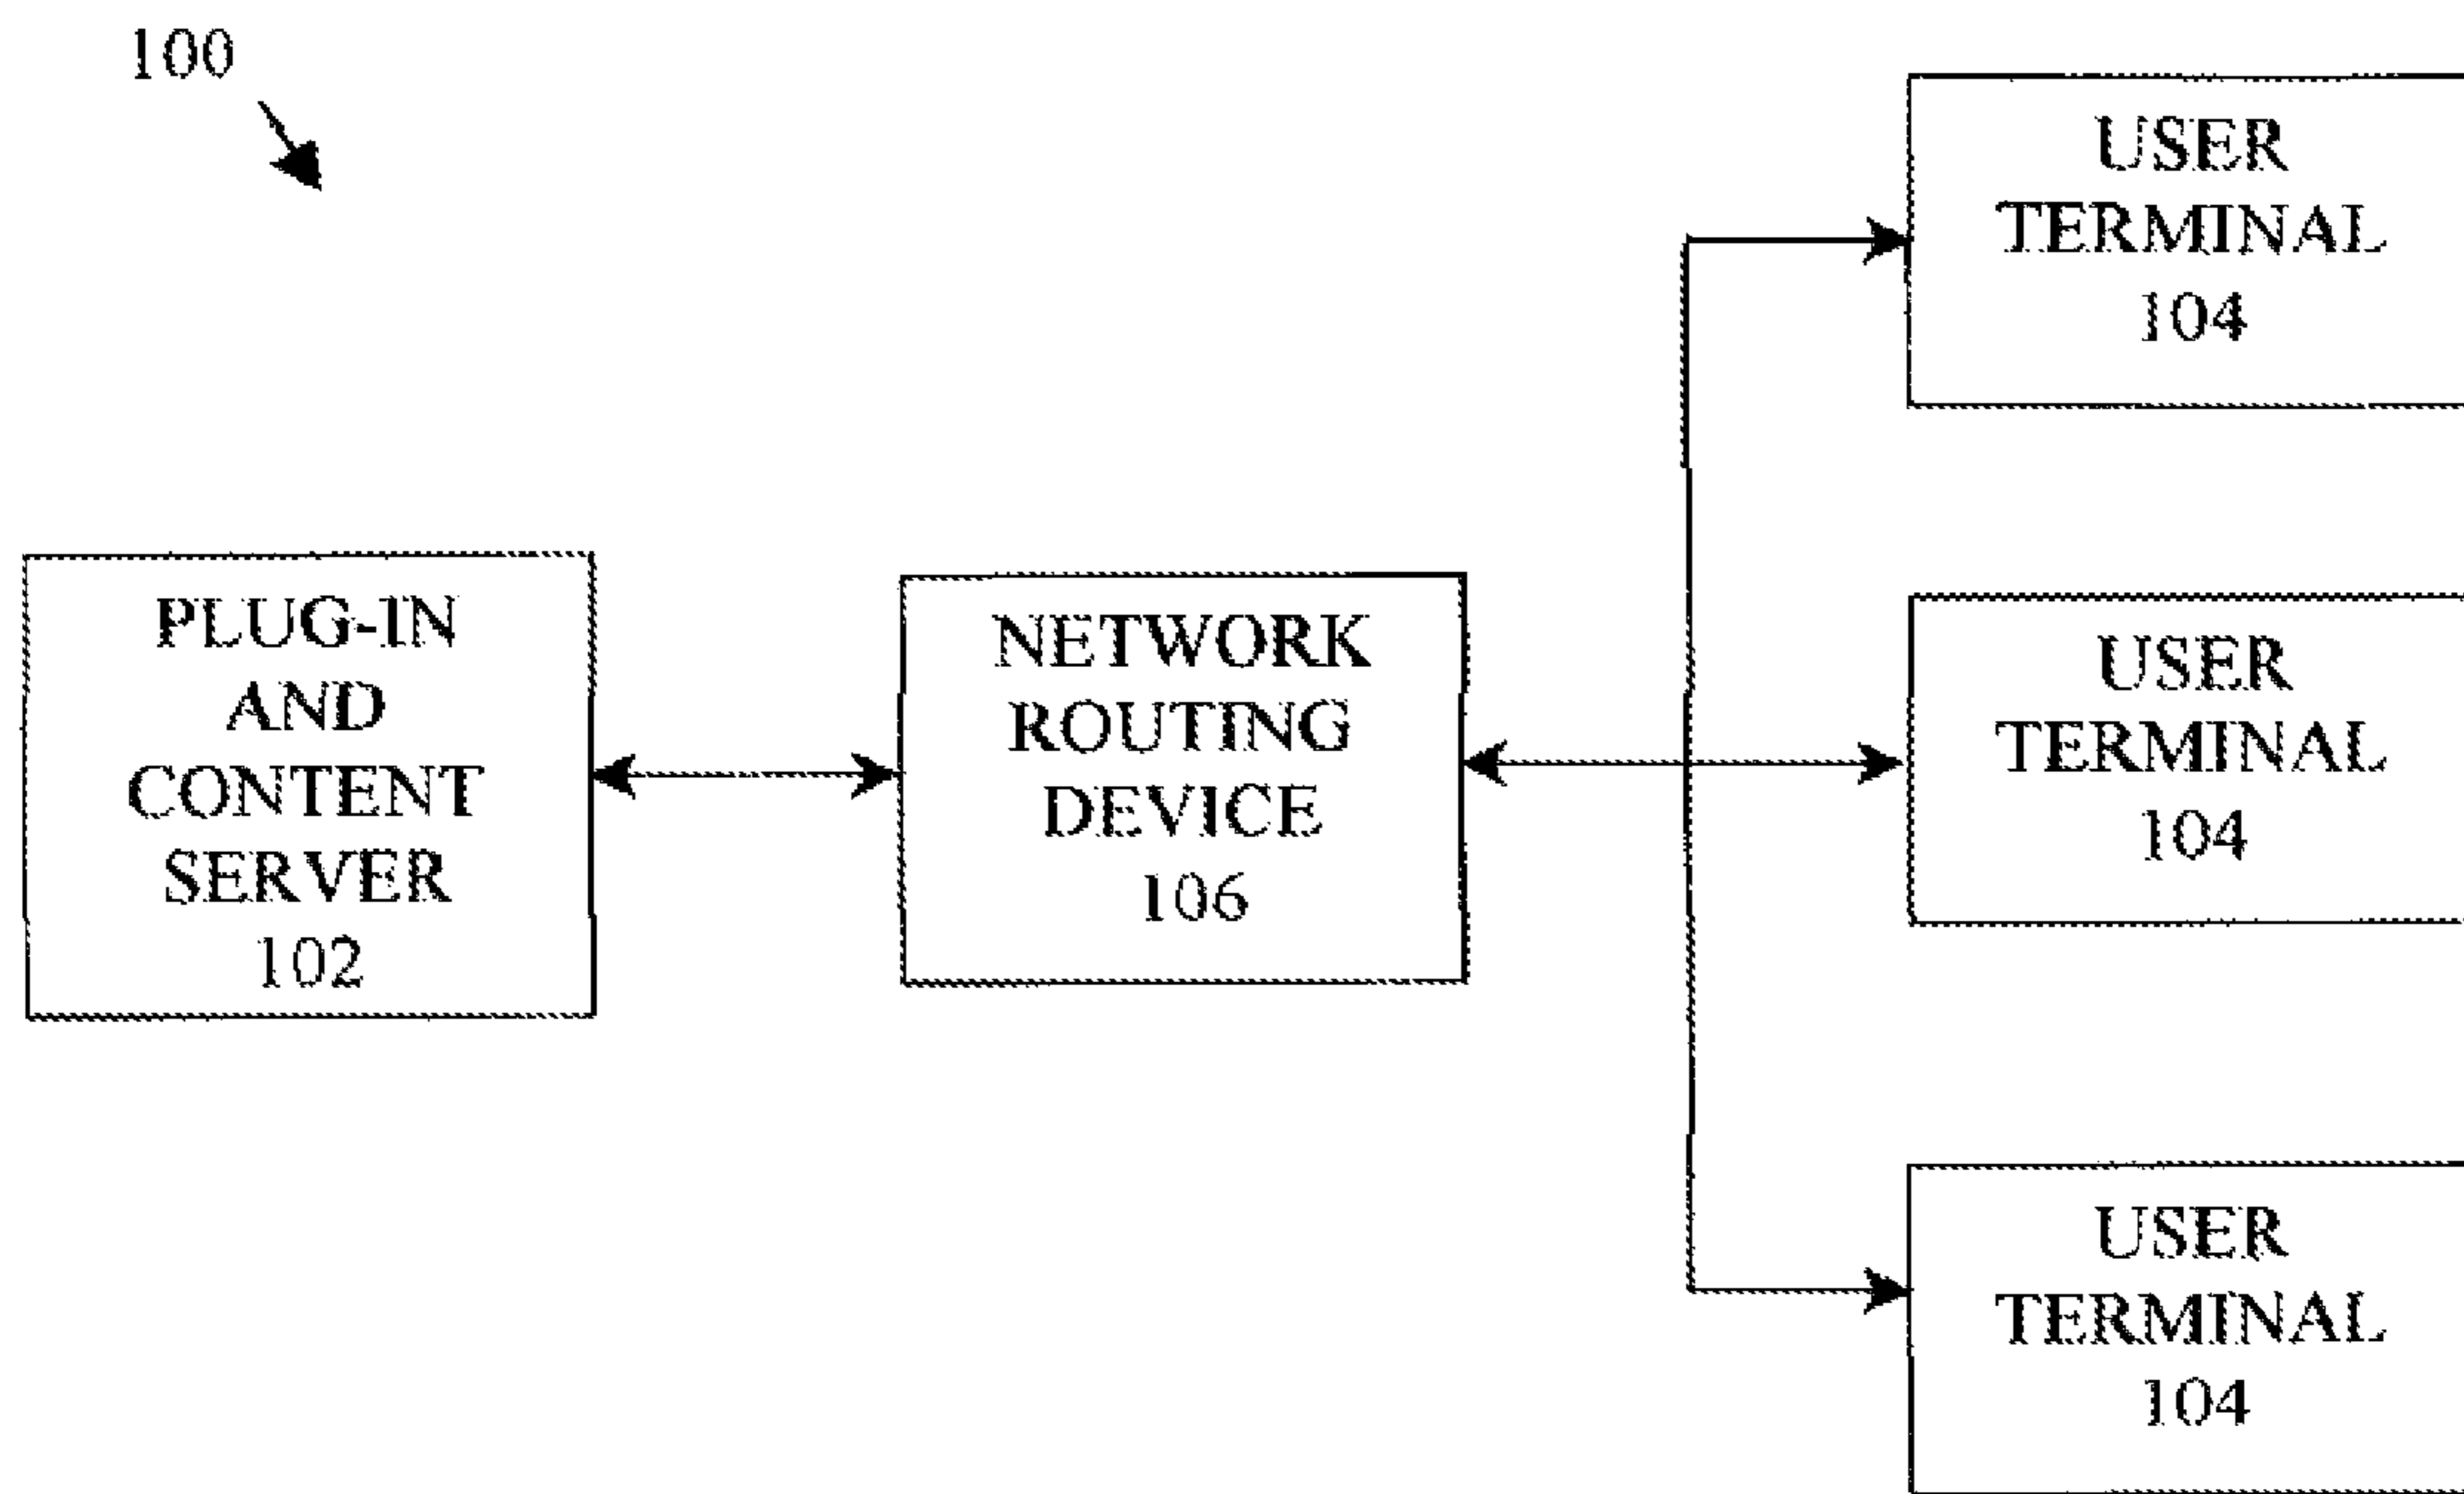 100
PLUG-IN
AND
CONTENT
SERVER
102
NETWORK
ROUTING
DEVICE
106
USER
TERMINAL
104
USER
TERMINAL
104
USER
TERMINAL
104